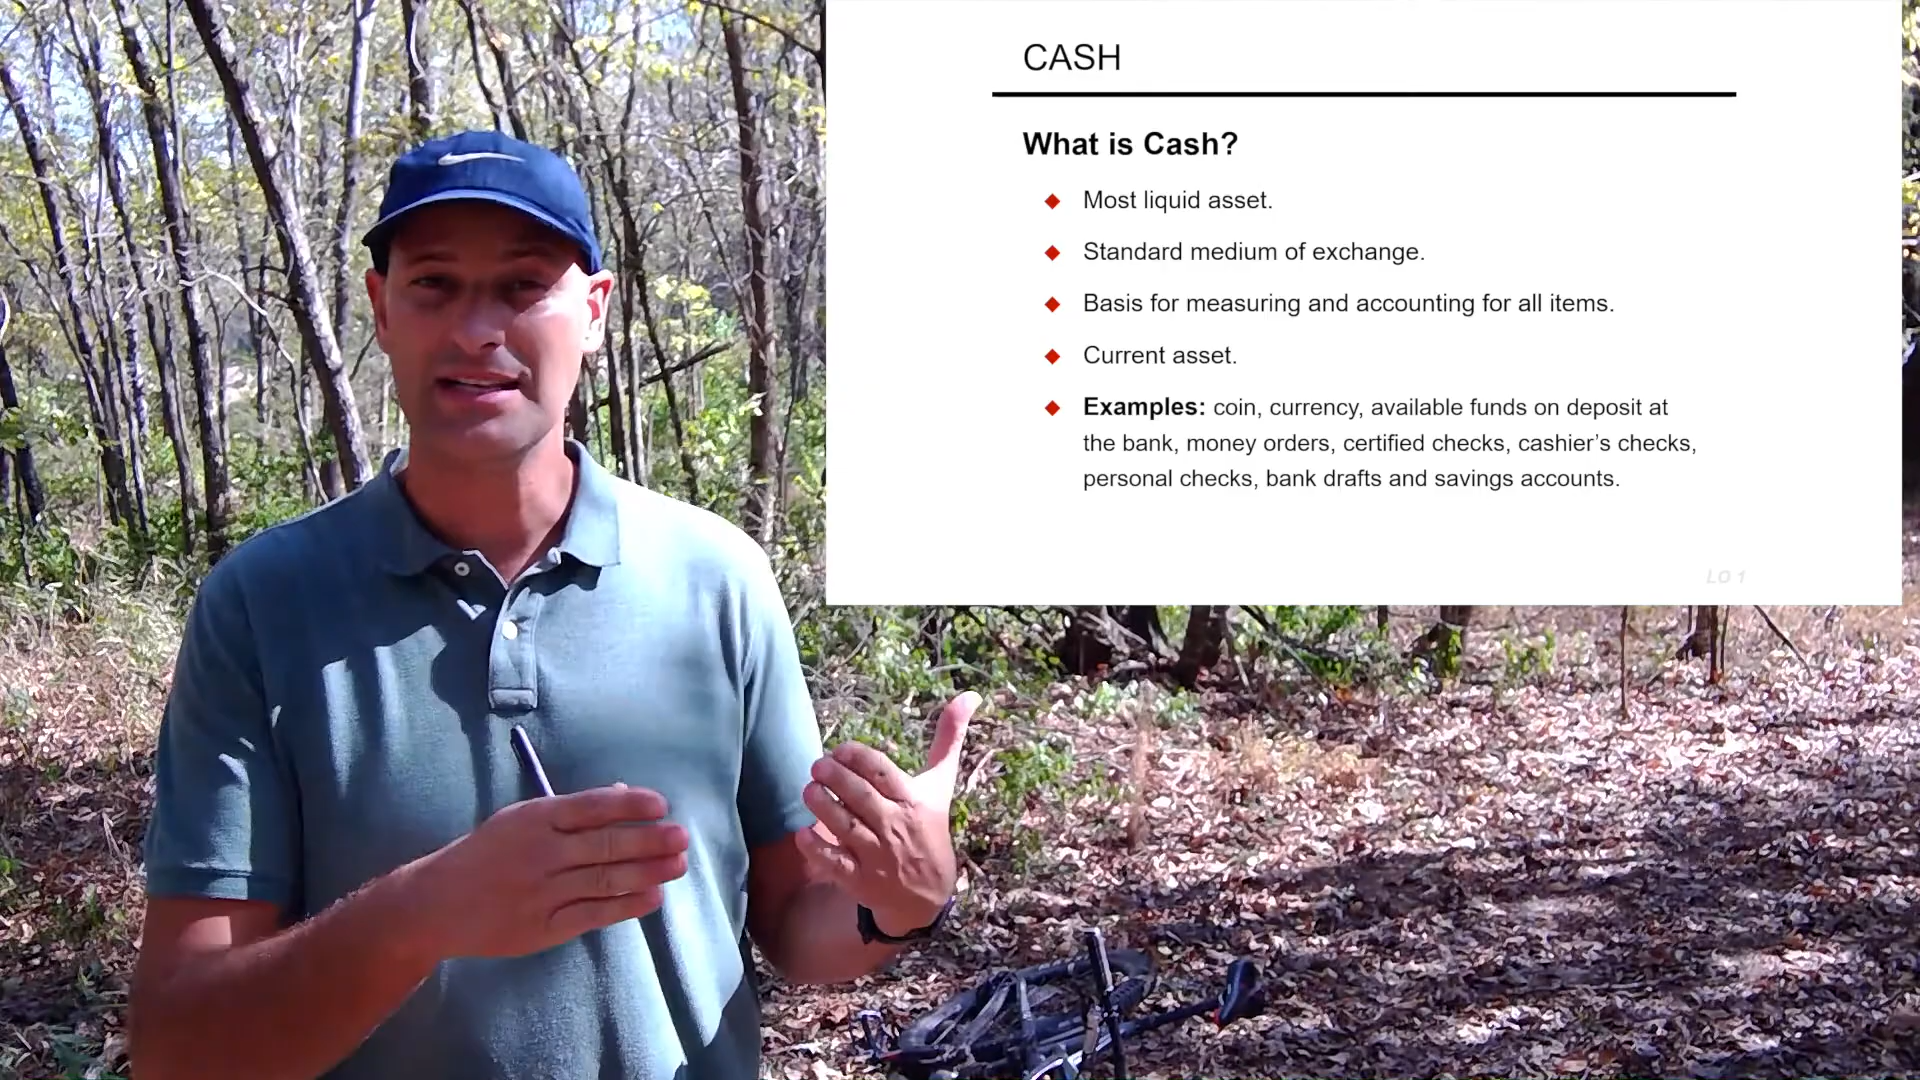 CASH
What is Cash?
Most liquid asset.
Standard medium of exchange.
Basis for measuring and accounting for all items.
Current asset.
Examples: coin, currency, available funds on deposit at
the bank, money orders, certified checks, cashier’s checks,
personal checks, bank drafts and savings accounts.
LO 1